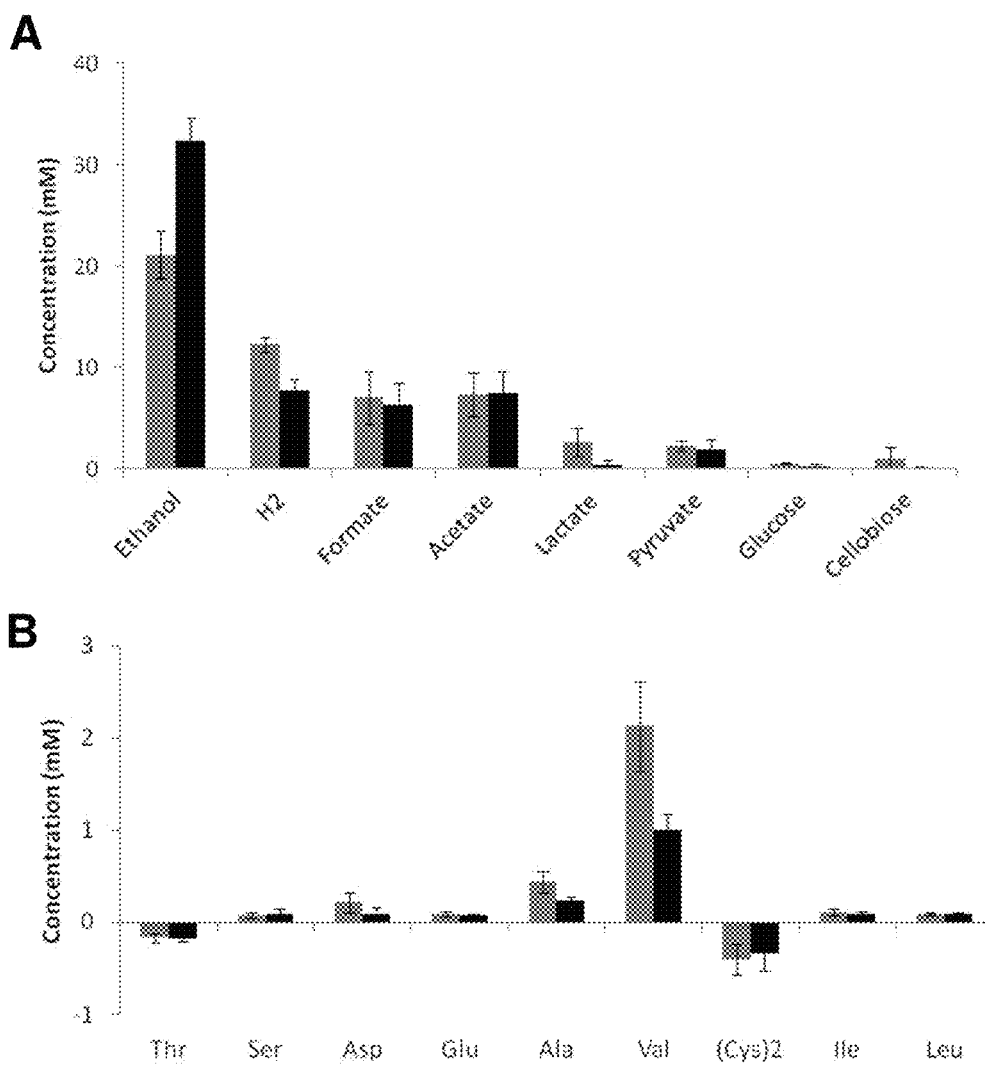 A
Concentration (mM)
40
30
20
10
0
Ethanol H2 Formate Acetate Lactate Pyruvate Glucose Cellobiose
B
Concentration (mM)
3
2
1
0
-1
Thr Ser Asp Glu Ala Val (Cys)2 Ile Leu